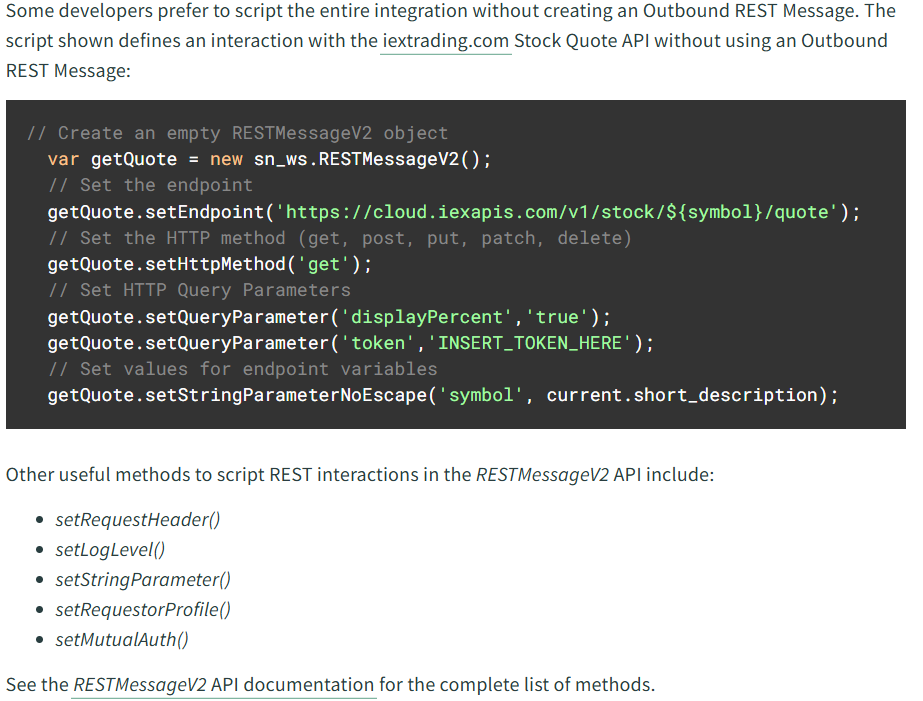 Some developers prefer to script the entire integration without creating an Outbound REST Message. The
script shown defines an interaction with the iextrading.com Stock Quote API without using an Outbound
REST Message:
// Create an empty RESTMessageV2 object
var getQuote = new sn_ws.RESTMessageV2();
// Set the endpoint
getQuote.setEndpoint('https://cloud.iexapis.com/v1/stock/${symbol}/quote');
// Set the HTTP method (get, post, put, patch, delete)
getQuote.setHttpMethod('get');
// Set HTTP Query Parameters
getQuote.setQueryParameter('displayPercent','true');
getQuote.setQueryParameter('token','INSERT_TOKEN_HERE');
// Set values for endpoint variables
getQuote.setStringParameterNoEscape('symbol', current.short_description);
Other useful methods to script REST interactions in the RESTMessageV2 API include:
• setRequestHeader()
• setLogLevel()
• setStringParameter()
• setRequestorProfile()
• setMutualAuth()
See the RESTMessageV2 API documentation for the complete list of methods.